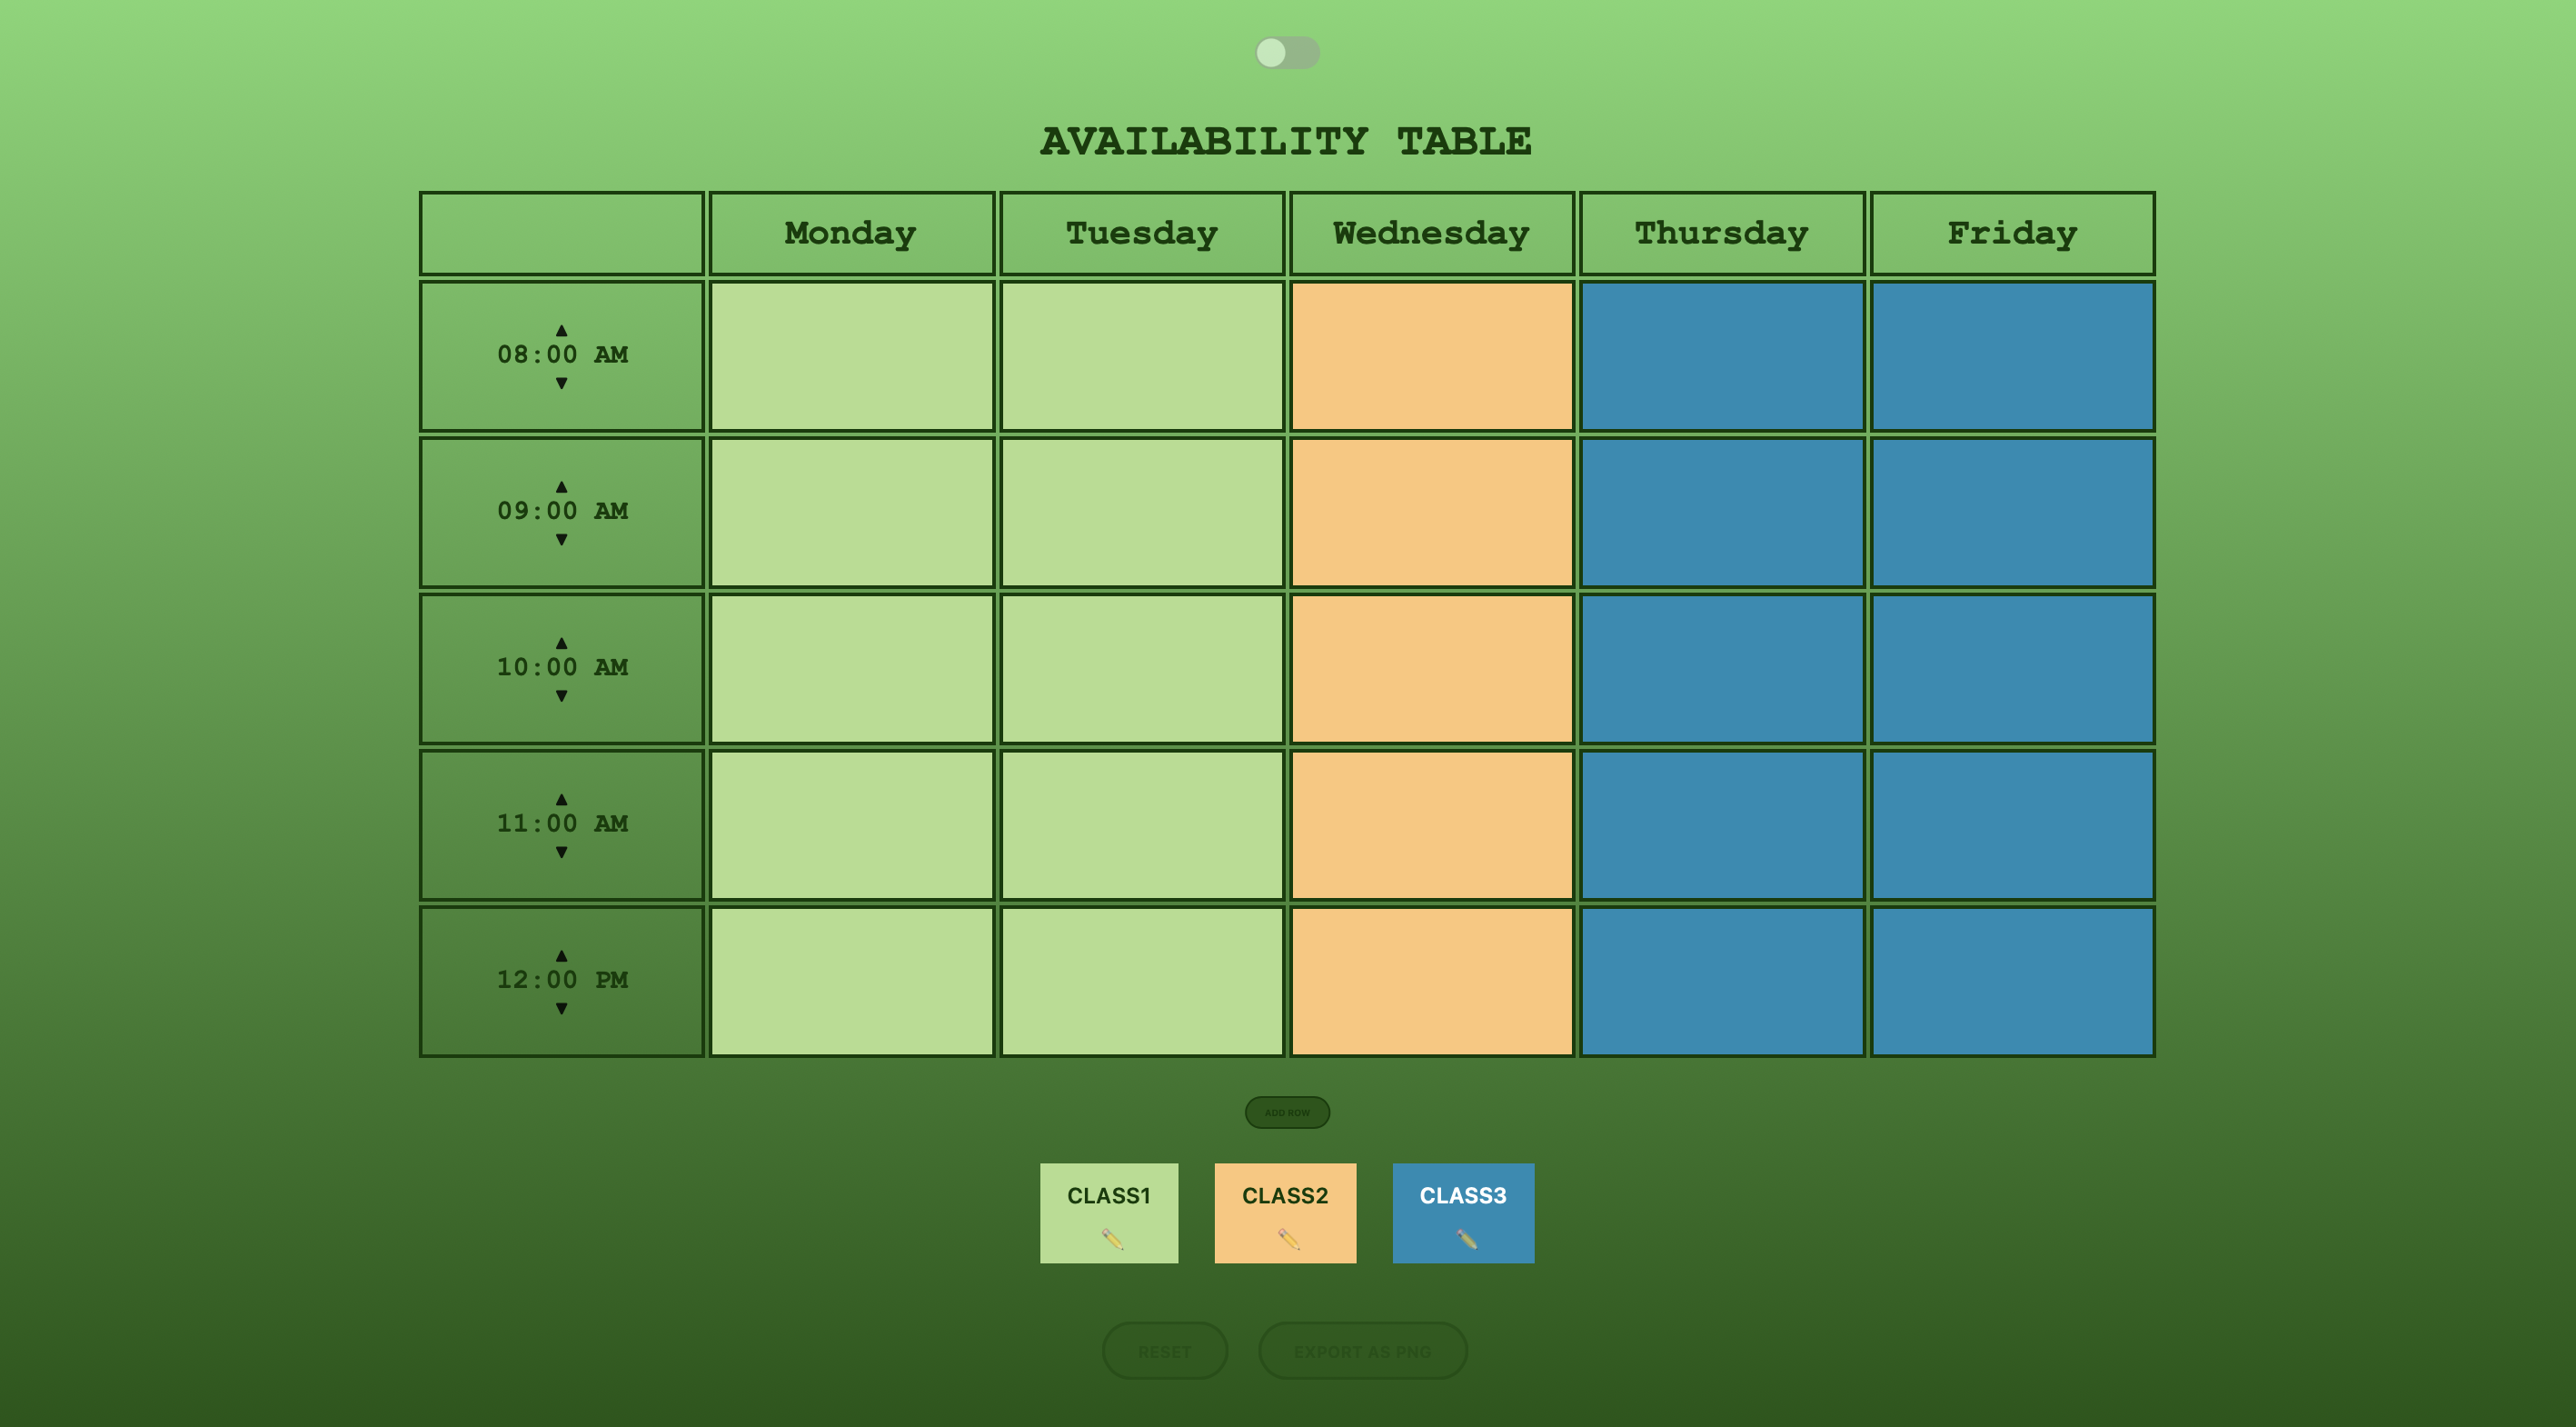 AVAILABILITY TABLE
Monday Tuesday Wednesday Thursday Friday
08:00 AM
09:00 AM
10:00 AM
11:00 AM
12:00 PM
ADD ROW
CLASS1 CLASS2 CLASS3
RESET EXPORT AS PNG